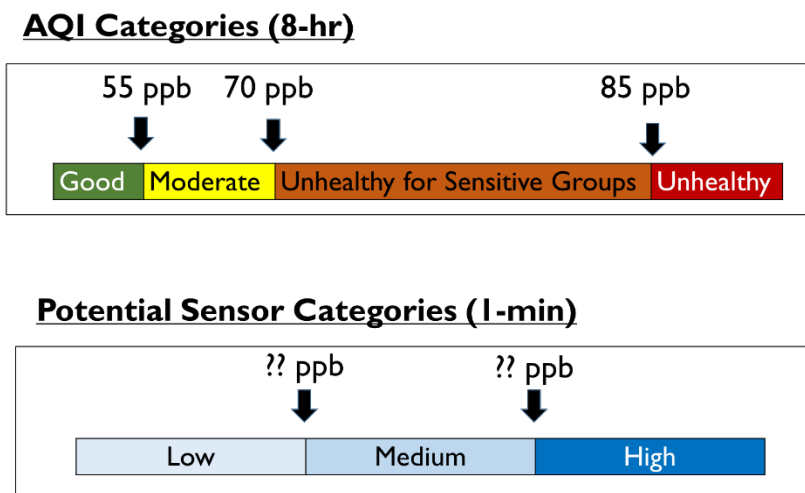 AQI Categories (8-hr)
55 ppb 70 ppb 85 ppb
Good Moderate Unhealthy for Sensitive Groups Unhealthy
Potential Sensor Categories (1-min)
?? ppb ?? ppb
Low Medium High